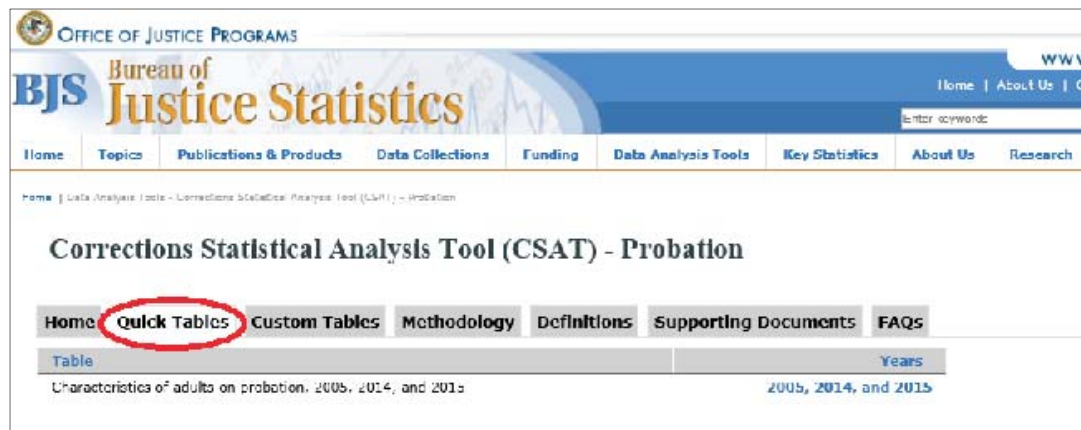 OFFICE OF JUSTICE PROGRAMS
WWW
BJS Bureau of
Justice Statistics
Home | About Us |
Enter keywords
Home Topics Publications & Products Data Collections Funding Data Analysis Tools Key Statistics About Us Research
Home | Data Analysis Tools - Corrections Statistical Analysis Tool (CSAT) - Probation
Corrections Statistical Analysis Tool (CSAT) - Probation
Home Quick Tables Custom Tables Methodology Definitions Supporting Documents FAQs
Table Years
Characteristics of adults on probation, 2005, 2014, and 2015 2005, 2014, and 2015